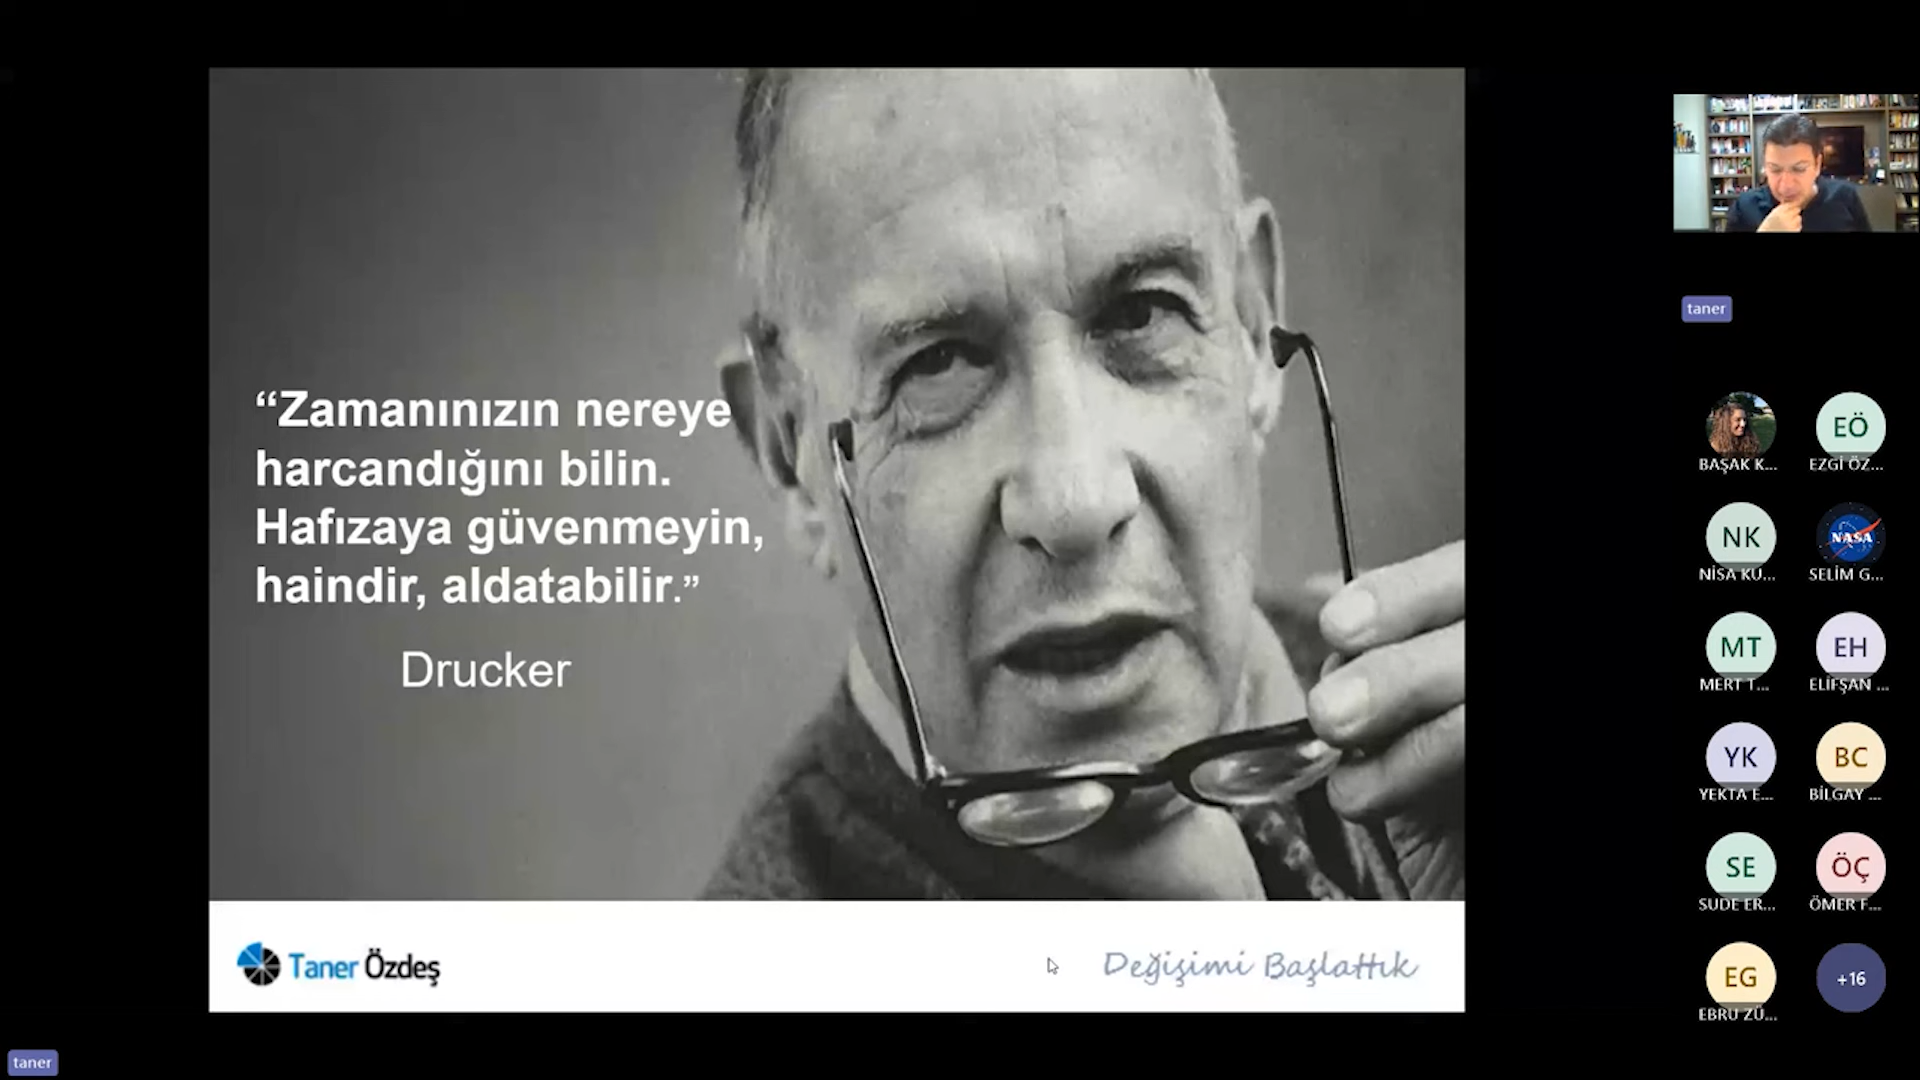 “Zamanınızın nereye
harcandığını bilin.
Hafızaya güvenmeyin,
haindir, aldatabilir.”
Drucker
Taner Özdeş
Değişimi Başlattık
taner
BAŞAK K...
EÖ
EZGİ ÖZ...
NK
NİSA KU...
NASA
SELİM G...
MT
MERT T...
EH
ELİFŞAN ...
YK
YEKTA E...
BC
BİLGAY ...
SE
SUDE ER...
ÖÇ
ÖMER F...
EG
EBRU ZÜ...
+16
taner